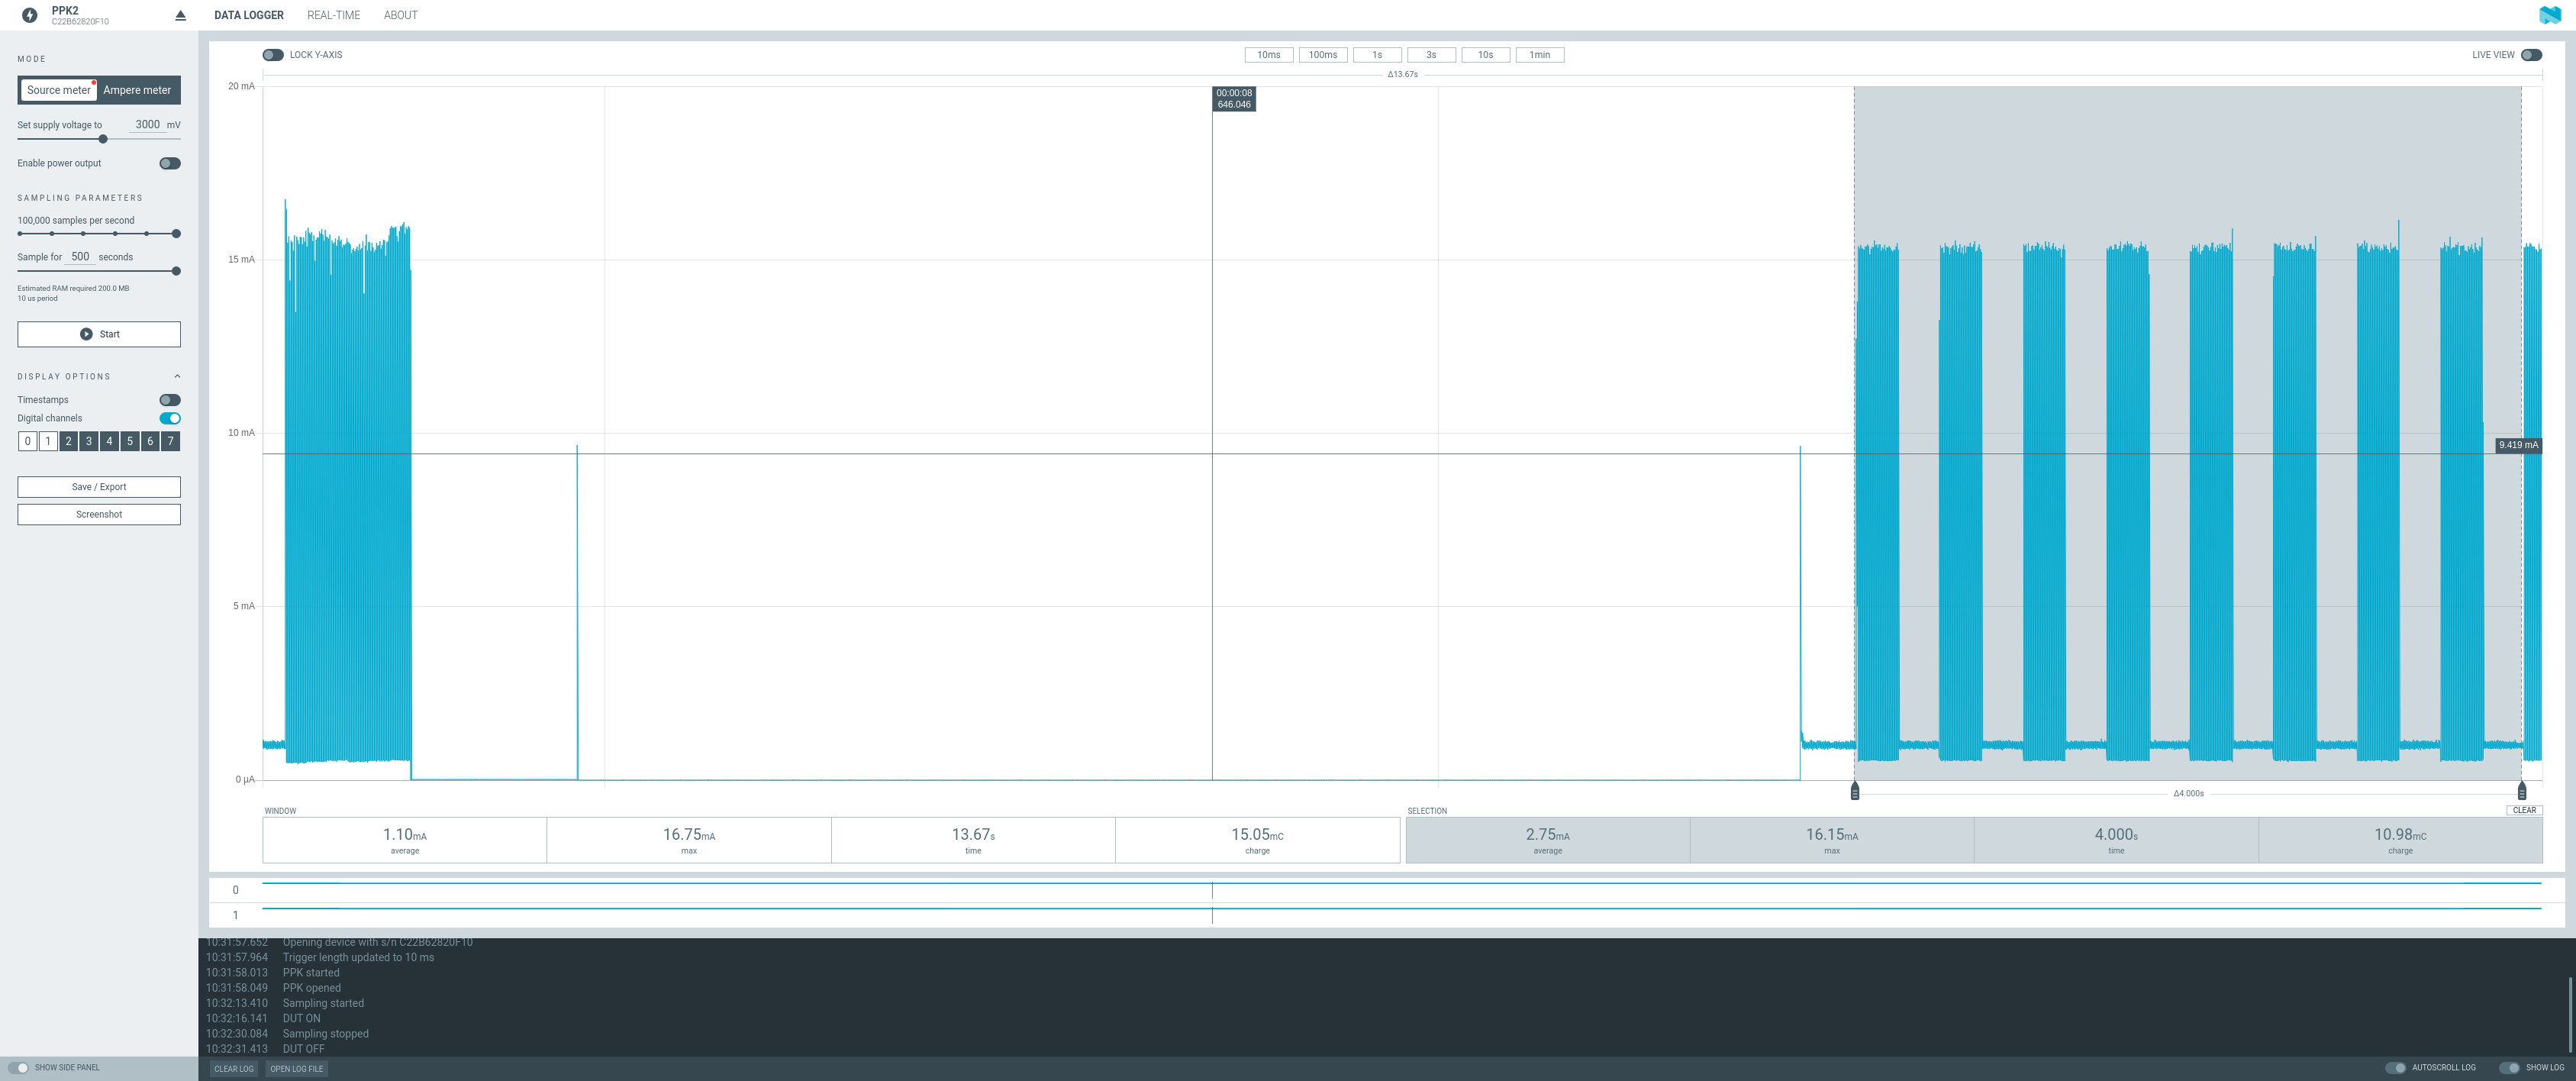 PPK2
C22B62820F10
DATA LOGGER REAL-TIME ABOUT
MODE
Source meter Ampere meter
Set supply voltage to 3000 mV
Enable power output
SAMPLING PARAMETERS
100,000 samples per second
Sample for 500 seconds
Estimated RAM required 200.0 MB
10 us period
Start
DISPLAY OPTIONS
Timestamps
Digital channels
0 1 2 3 4 5 6 7
Save / Export
Screenshot
SHOW SIDE PANEL
LOCK Y-AXIS 10ms 100ms 1s 3s 10s 1min LIVE VIEW
Δ13.67s
20 mA
00:00:08
646.046
15 mA
10 mA
9.419 mA
5 mA
0 µA
Δ4.000s
WINDOW SELECTION CLEAR
1.10mA 16.75mA 13.67s 15.05mC 2.75mA 16.15mA 4.000s 10.98mC
average max time charge average max time charge
0
1
10:31:57.652 Opening device with s/n C22B62820F10
10:31:57.964 Trigger length updated to 10 ms
10:31:58.013 PPK started
10:31:58.049 PPK opened
10:32:13.410 Sampling started
10:32:16.141 DUT ON
10:32:30.084 Sampling stopped
10:32:31.413 DUT OFF
CLEAR LOG OPEN LOG FILE AUTOSCROLL LOG SHOW LOG